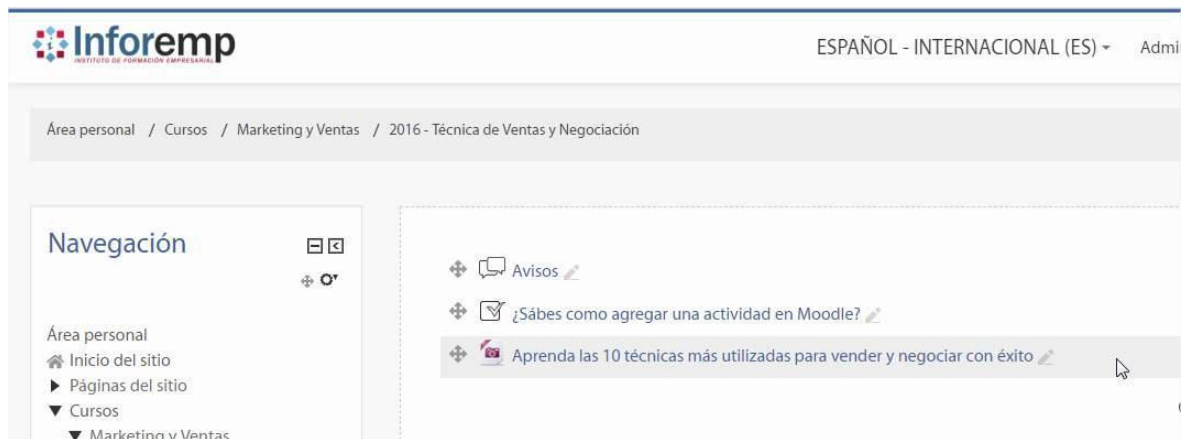 Inforemp
INSTITUTO DE FORMACIÓN EMPRESARIAL
ESPAÑOL - INTERNACIONAL (ES)
Área personal / Cursos / Marketing y Ventas / 2016 - Técnica de Ventas y Negociación
Navegación
Área personal
Inicio del sitio
Páginas del sitio
Cursos
Marketing y Ventas
Avisos
¿Sábes como agregar una actividad en Moodle?
Aprenda las 10 técnicas más utilizadas para vender y negociar con éxito